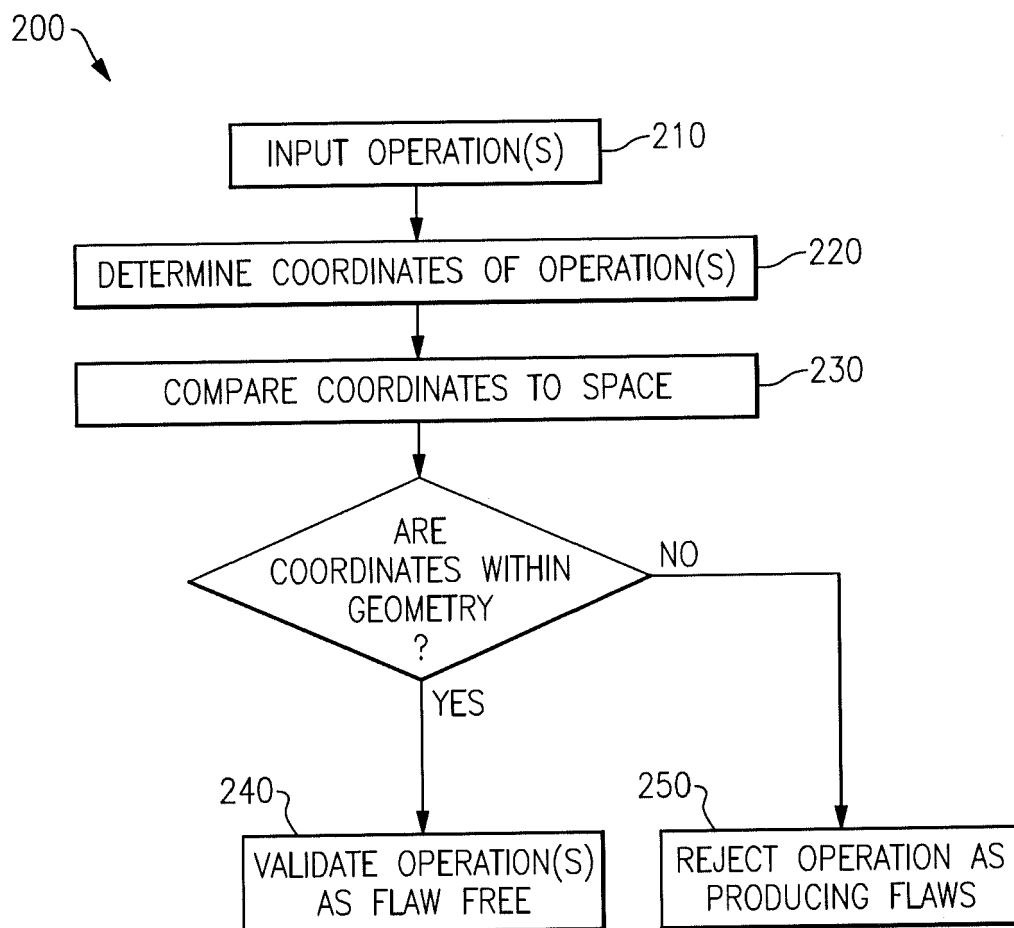 200
INPUT OPERATION(S)
210
DETERMINE COORDINATES OF OPERATION(S)
220
COMPARE COORDINATES TO SPACE
230
ARE
COORDINATES WITHIN
GEOMETRY
?
NO
YES
240
VALIDATE OPERATION(S)
AS FLAW FREE
250
REJECT OPERATION AS
PRODUCING FLAWS